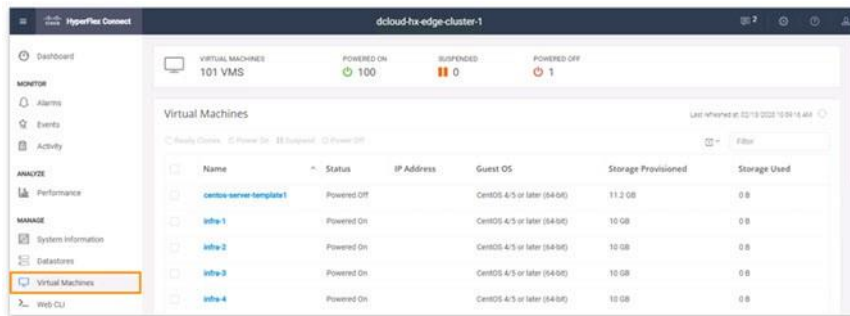 HyperFlex Connect
dcloud-hx-edge-cluster-1
2
Dashboard
MONITOR
Alarms
Events
Activity
ANALYZE
Performance
MANAGE
System Information
Datastores
Virtual Machines
Web CLI
VIRTUAL MACHINES
101 VMS
POWERED ON
100
SUSPENDED
0
POWERED OFF
1
Virtual Machines
Last refreshed at:
Ready Clones Power On Suspend Power Off
Filter
Name Status IP Address Guest OS Storage Provisioned Storage Used
centos-server-template1 Powered Off CentOS 4/5 or later (64-bit) 11.2 GB 0 B
infra-1 Powered On CentOS 4/5 or later (64-bit) 10 GB 0 B
infra-2 Powered On CentOS 4/5 or later (64-bit) 10 GB 0 B
infra-3 Powered On CentOS 4/5 or later (64-bit) 10 GB 0 B
infra-4 Powered On CentOS 4/5 or later (64-bit) 10 GB 0 B